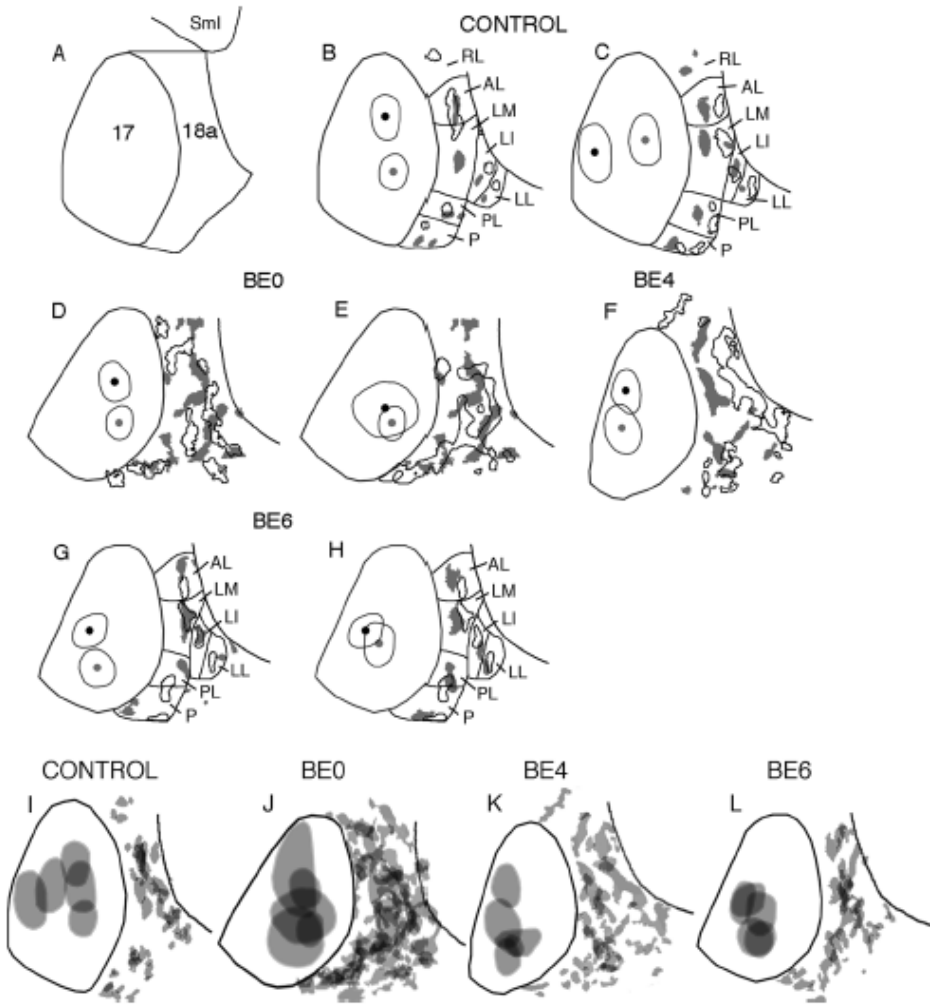 SmI
CONTROL
A
B
C
17
18a
RL
AL
LM
LI
LL
PL
P
RL
AL
LM
LI
LL
PL
P
BE0
BE4
D
E
F
BE6
G
H
AL
LM
LI
LL
PL
P
AL
LM
LI
LL
PL
P
CONTROL
BE0
BE4
BE6
I
J
K
L